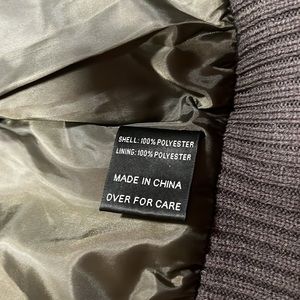 SHELL: 100% POLYESTER
LINING: 100% POLYESTER
MADE IN CHINA
OVER FOR CARE